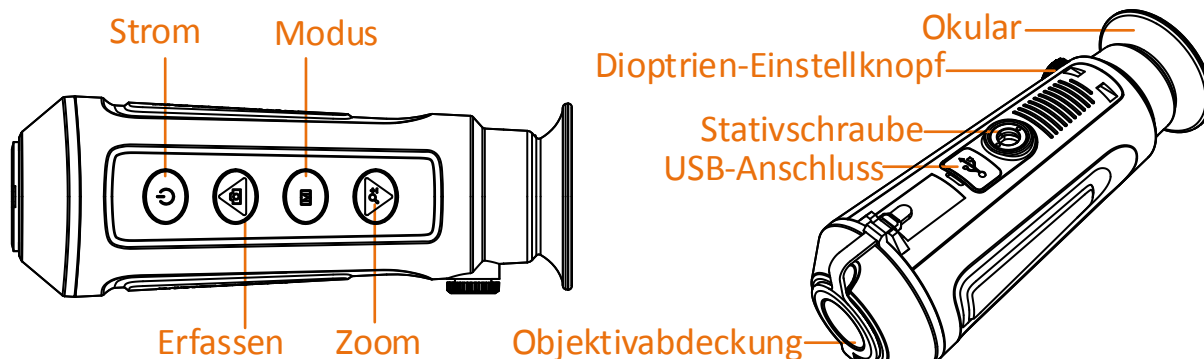 Strom Modus
Erfassen Zoom
Okular
Dioptrien-Einstellknopf
Stativschraube
USB-Anschluss
Objektivabdeckung